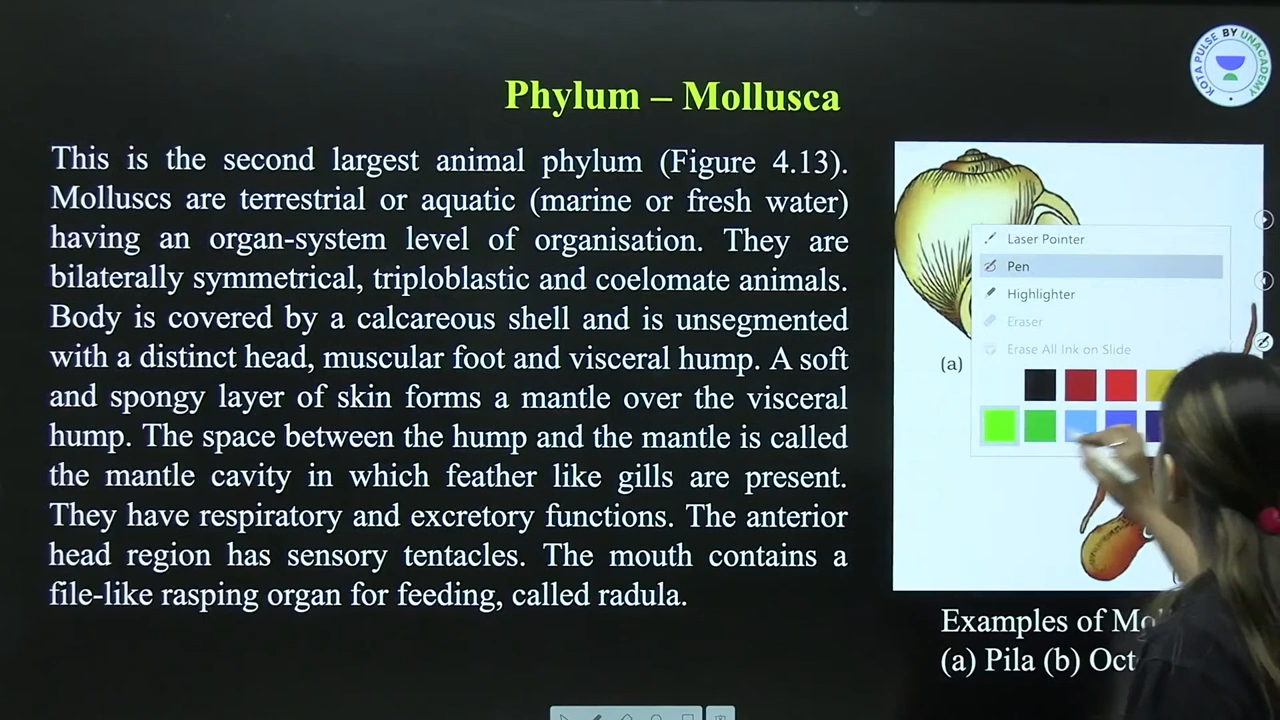 KOTA PULSE BY UNACADEMY
Phylum – Mollusca
This is the second largest animal phylum (Figure 4.13).
Molluscs are terrestrial or aquatic (marine or fresh water)
having an organ-system level of organisation. They are
bilaterally symmetrical, triploblastic and coelomate animals.
Body is covered by a calcareous shell and is unsegmented
with a distinct head, muscular foot and visceral hump. A soft
and spongy layer of skin forms a mantle over the visceral
hump. The space between the hump and the mantle is called
the mantle cavity in which feather like gills are present.
They have respiratory and excretory functions. The anterior
head region has sensory tentacles. The mouth contains a
file-like rasping organ for feeding, called radula.
Laser Pointer
Pen
Highlighter
Eraser
Erase All Ink on Slide
(a)
Examples of
(a) Pila (b)